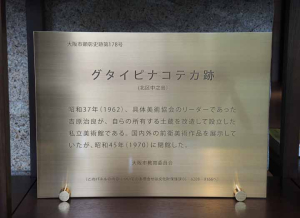 大阪市顕彰史跡第178号
グタイピナコテカ跡
(北区中之島)
昭和37年(1962)、具体美術協会のリーダーであった
吉原治良が、自らの所有する土蔵を改造して設立した
私立美術館である。国内外の前衛美術作品を展示して
いたが、昭和45年(1970)に閉館した。
大阪市教育委員会